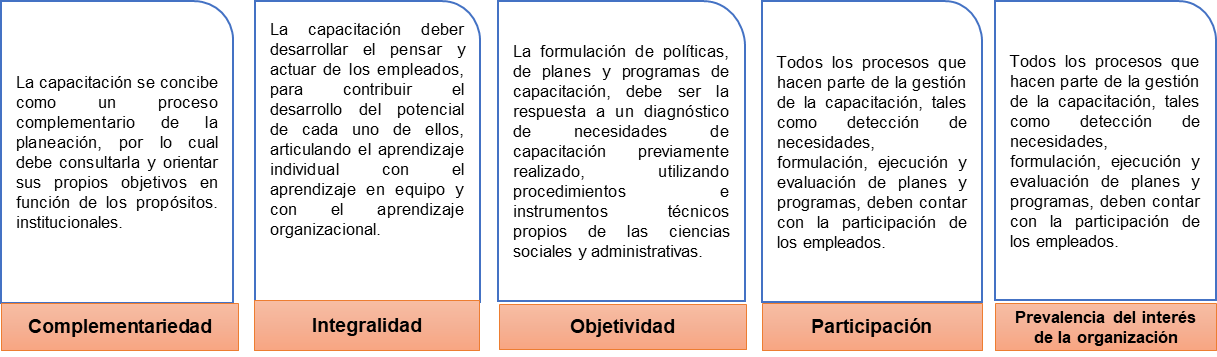 La capacitación se concibe
como un proceso
complementario de la
planeación, por lo cual
debe consultarla y orientar
sus propios objetivos en
función de los propósitos.
institucionales.
Complementariedad
La capacitación deber
desarrollar el pensar y
actuar de los empleados,
para contribuir el
desarrollo del potencial
de cada uno de ellos,
articulando el aprendizaje
individual con el
aprendizaje en equipo y
con el aprendizaje
organizacional.
Integralidad
La formulación de políticas,
de planes y programas de
capacitación, debe ser la
respuesta a un diagnóstico
de necesidades de
capacitación previamente
realizado, utilizando
procedimientos e
instrumentos técnicos
propios de las ciencias
sociales y administrativas.
Objetividad
Todos los procesos que
hacen parte de la gestión
de la capacitación, tales
como detección de
necesidades,
formulación, ejecución y
evaluación de planes y
programas, deben contar
con la participación de
los empleados.
Participación
Todos los procesos que
hacen parte de la gestión
de la capacitación, tales
como detección de
necesidades,
formulación, ejecución y
evaluación de planes y
programas, deben contar
con la participación de
los empleados.
Prevalencia del interés
de la organización